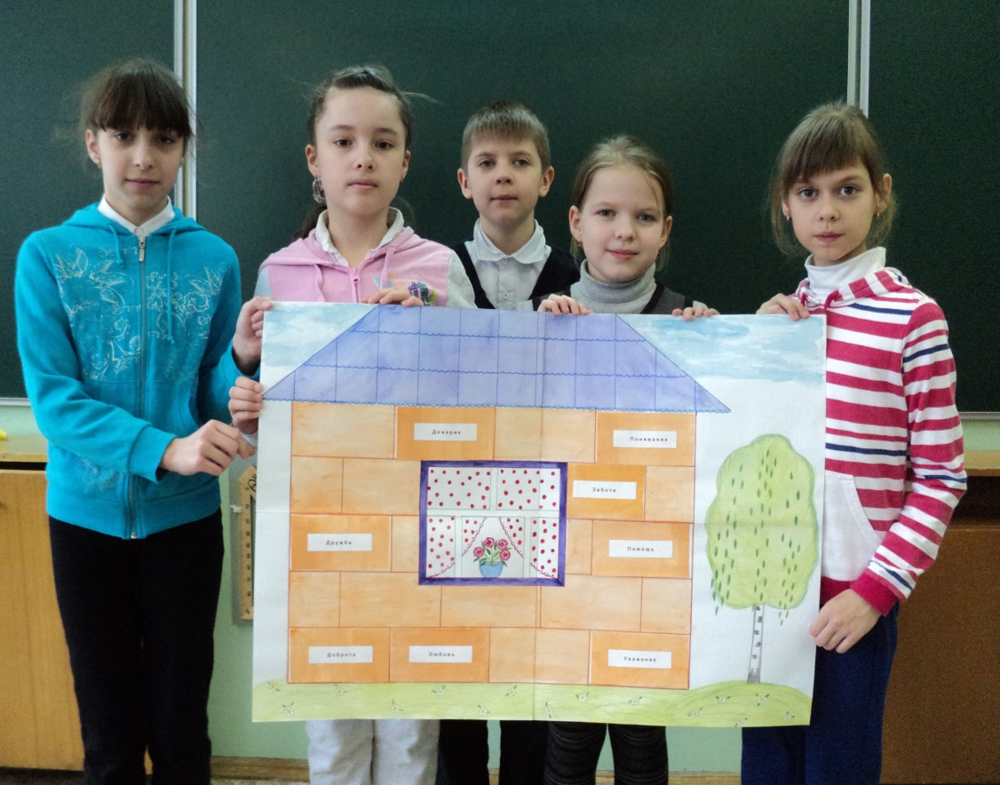 Доверие
Понимание
Забота
Дружба
Помощь
Доброта
Любовь
Уважение